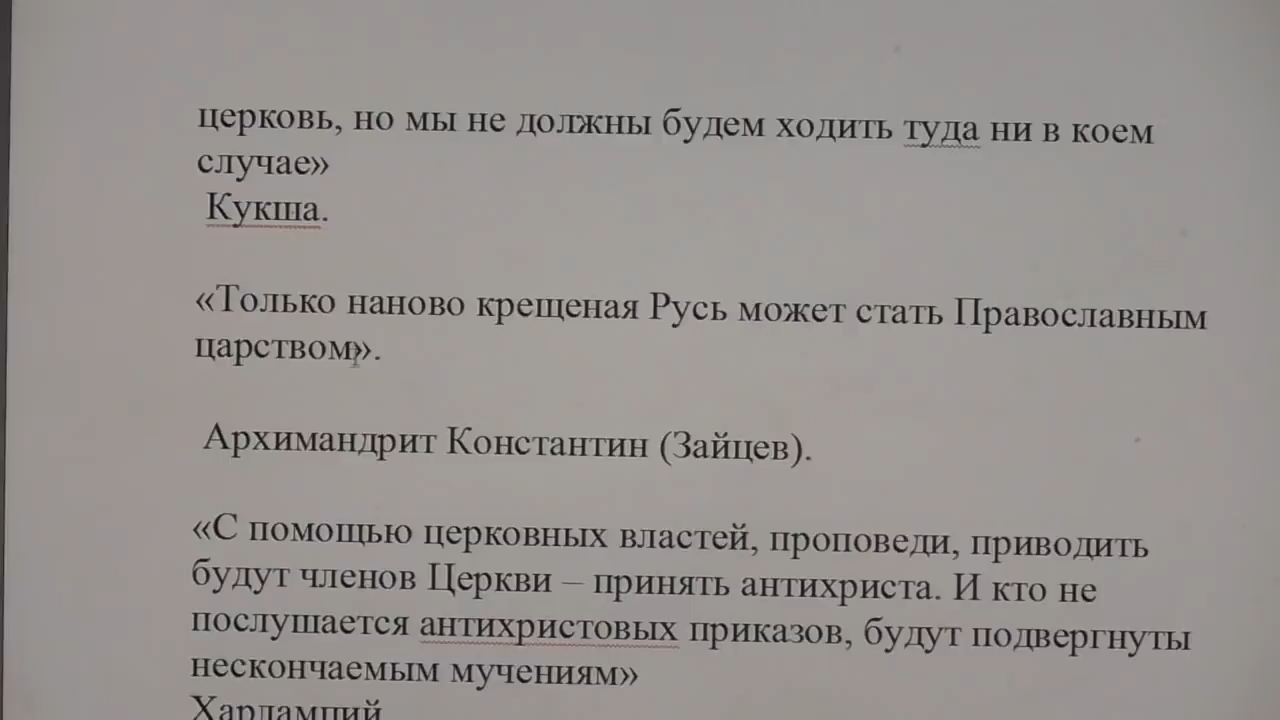 церковь, но мы не должны будем ходить туда ни в коем
случае»
Кукша.
«Только наново крещеная Русь может стать Православным
царством».
Архимандрит Константин (Зайцев).
«С помощью церковных властей, проповеди, приводить
будут членов Церкви – принять антихриста. И кто не
послушается антихристовых приказов, будут подвергнуты
нескончаемым мучениям»
Харлампий